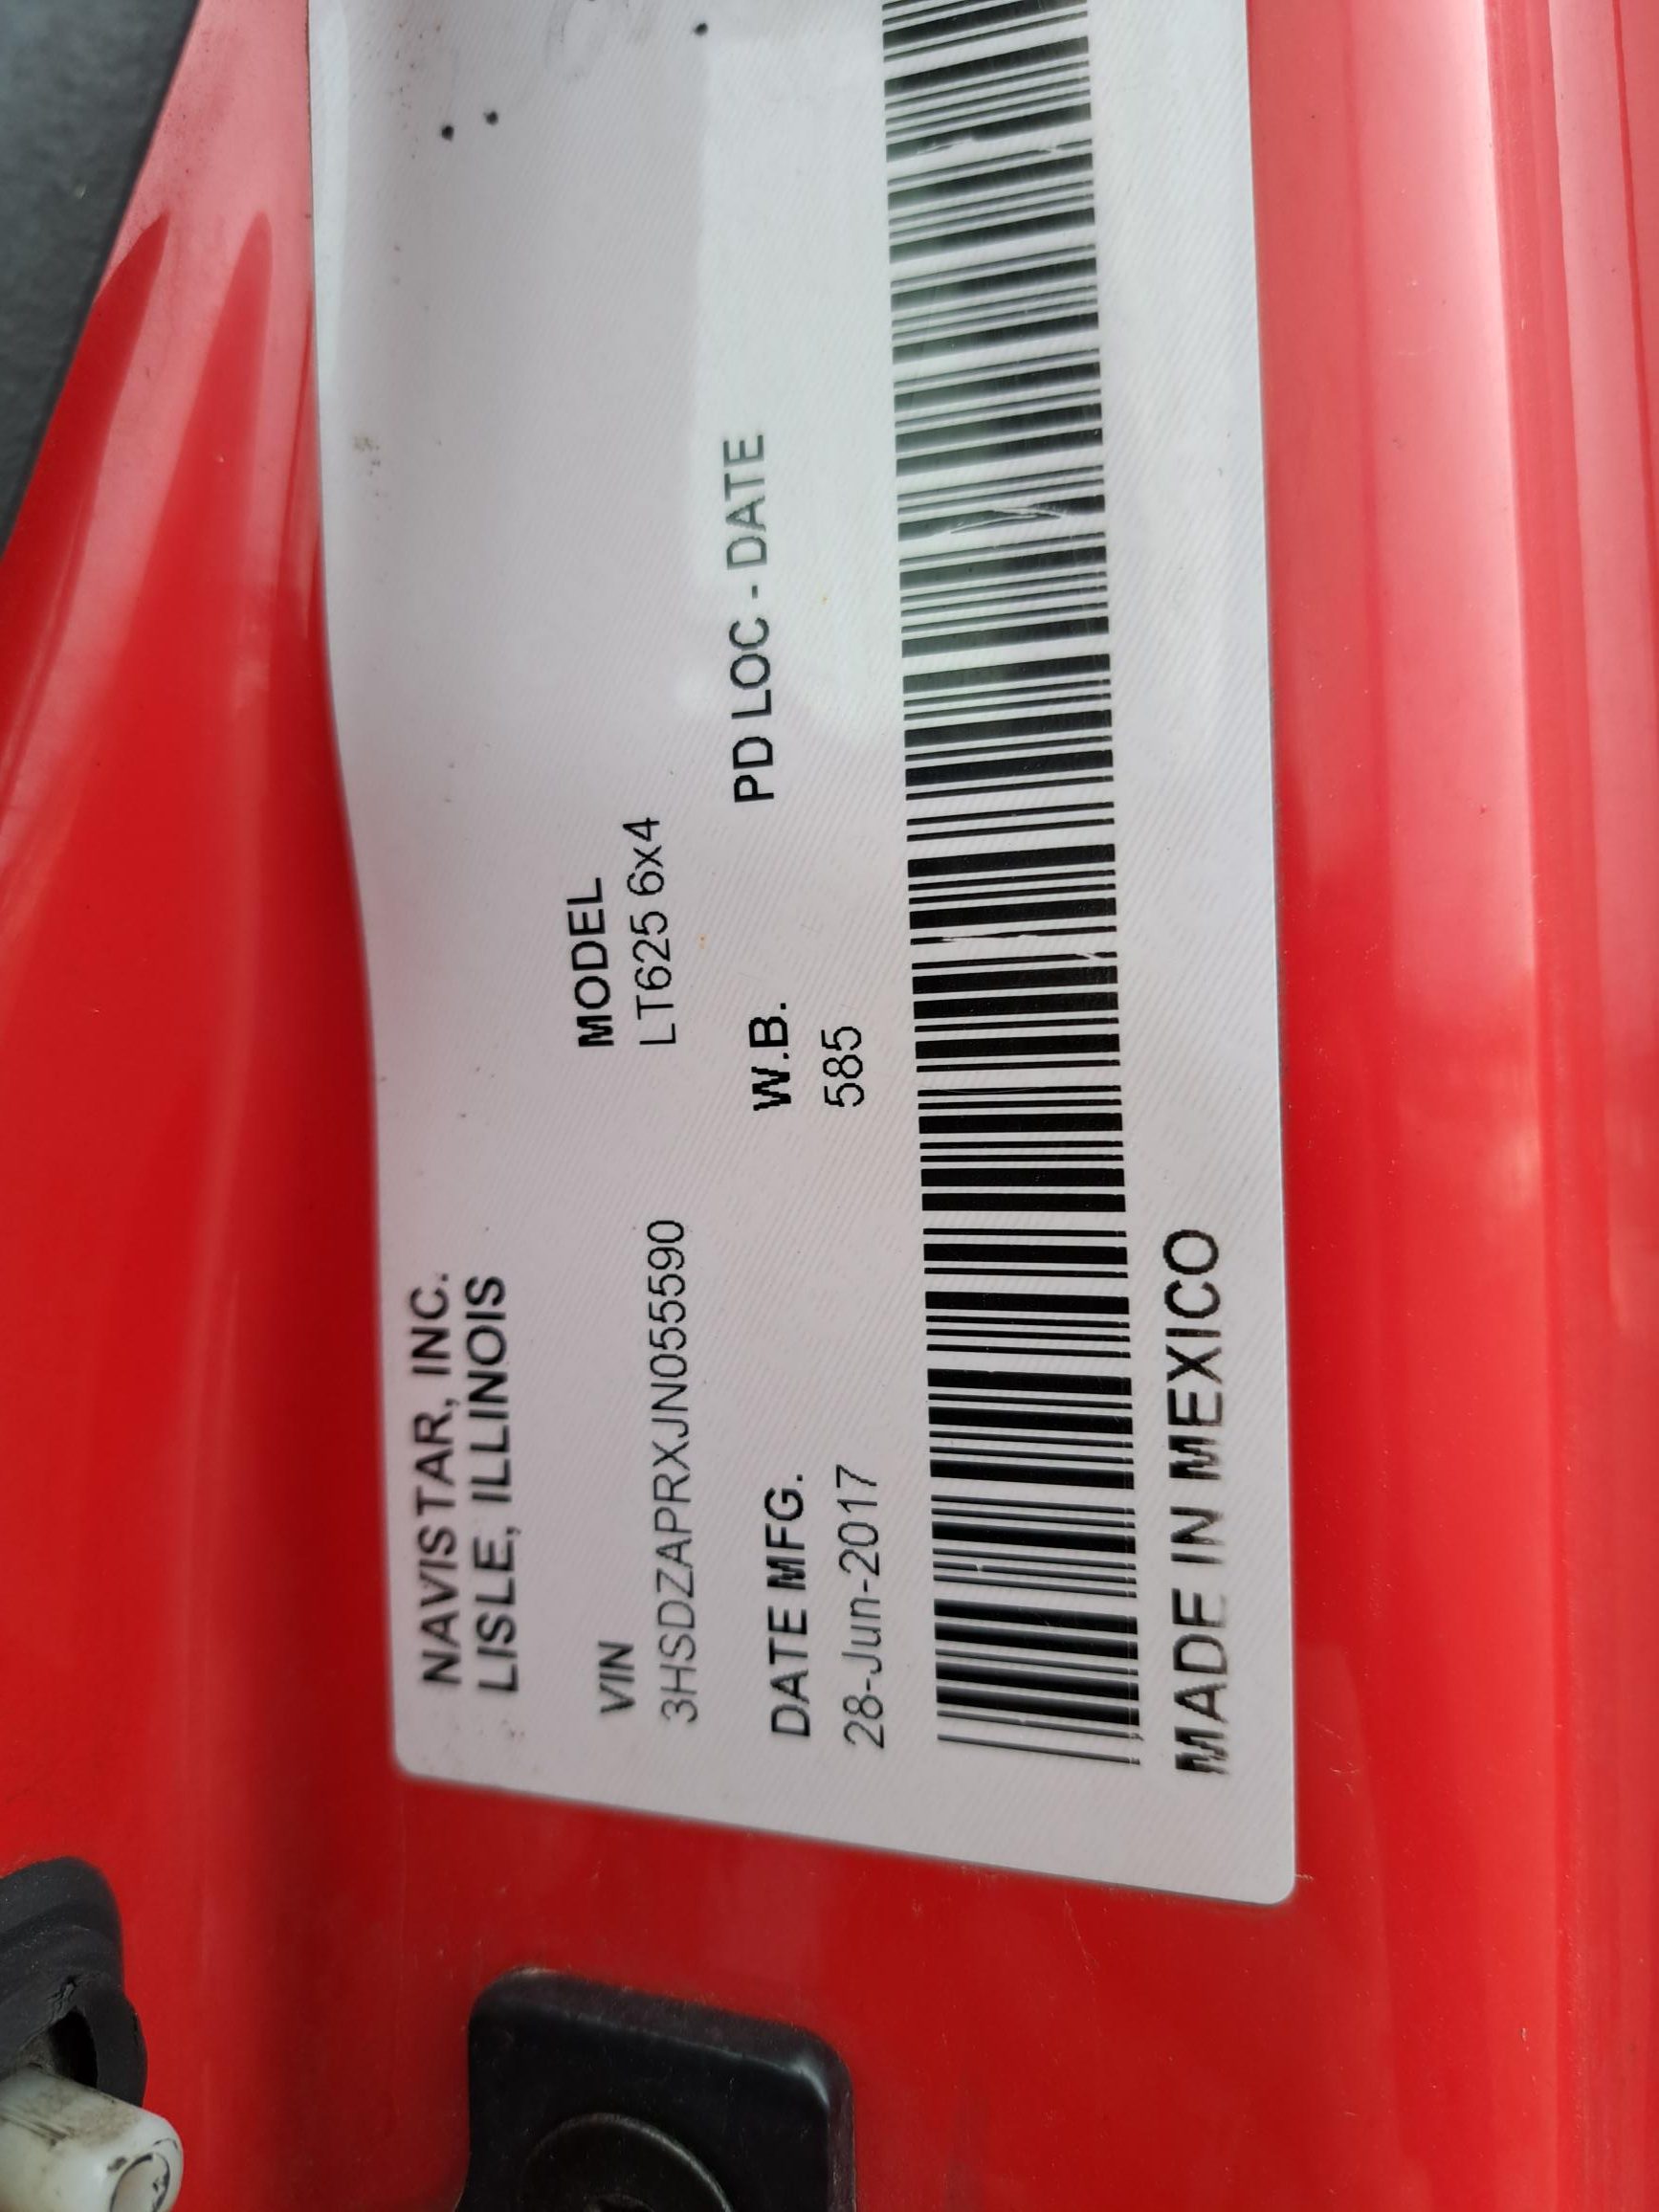 NAVISTAR, INC.
LISLE, ILLINOIS
VIN
3HSDZAPRXJN055590
MODEL
LT625 6x4
DATE MFG.
28-Jun-2017
W.B.
585
PD LOC - DATE
MADE IN MEXICO